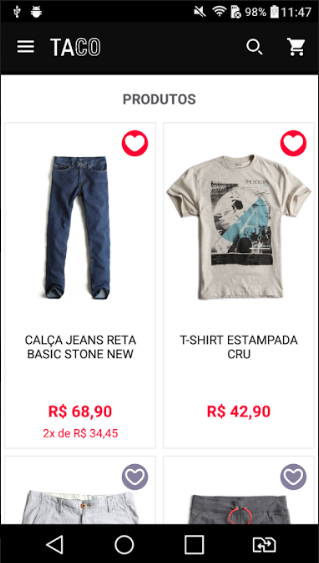 98% 11:47
TACO
PRODUTOS
CALÇA JEANS RETA
BASIC STONE NEW
R$ 68,90
2x de R$ 34,45
T-SHIRT ESTAMPADA
CRU
R$ 42,90